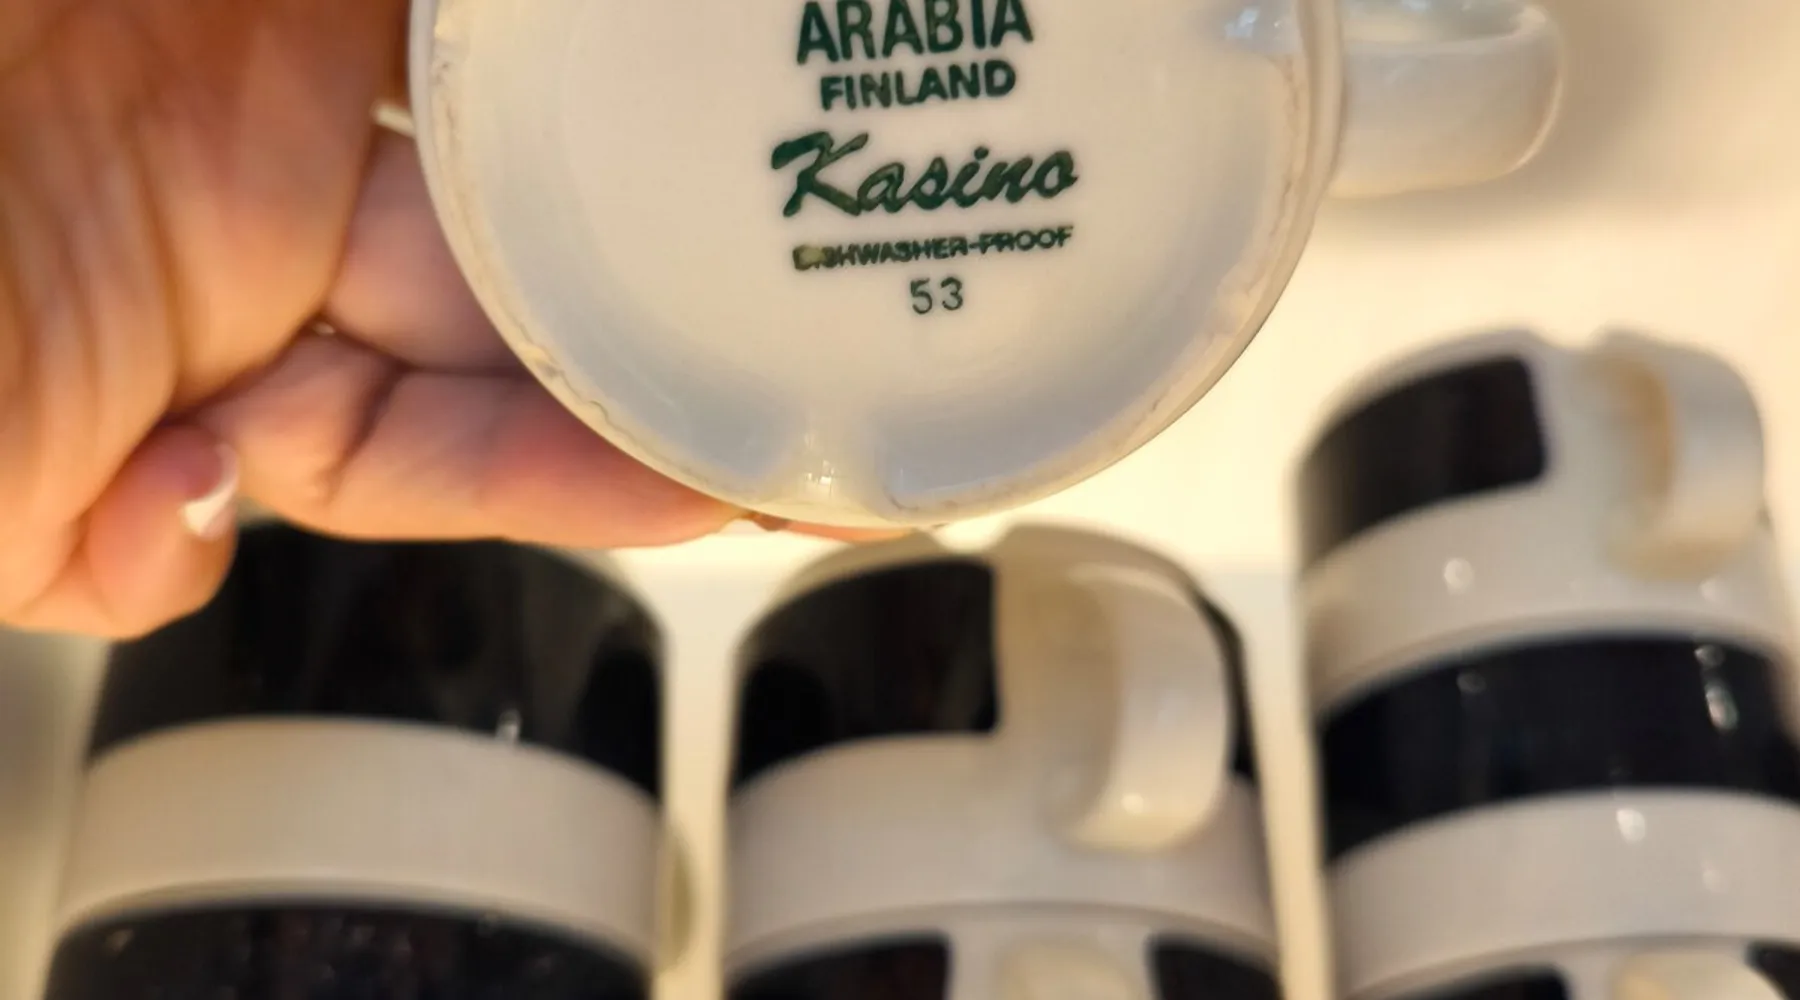 ARABIA
FINLAND
Kasino
DISHWASHER-PROOF
53